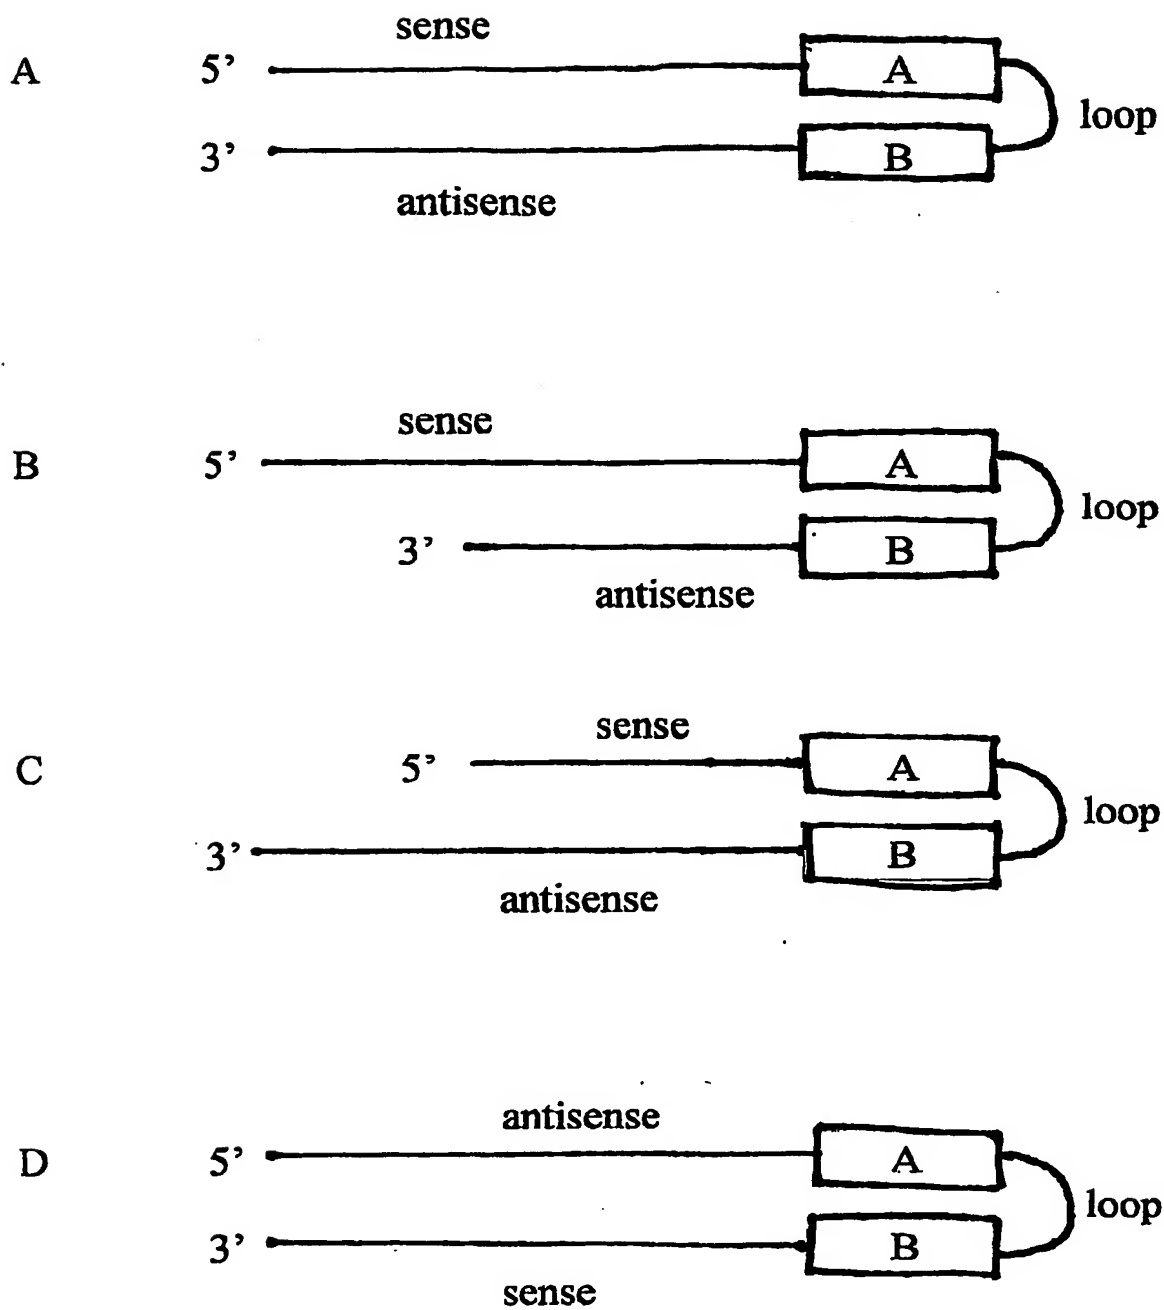 sense
A 5’ A
loop
3’ B
antisense
sense
B 5’ A
loop
3’ B
antisense
sense
C 5’ A
loop
3’ B
antisense
antisense
D 5’ A
loop
3’ B
sense